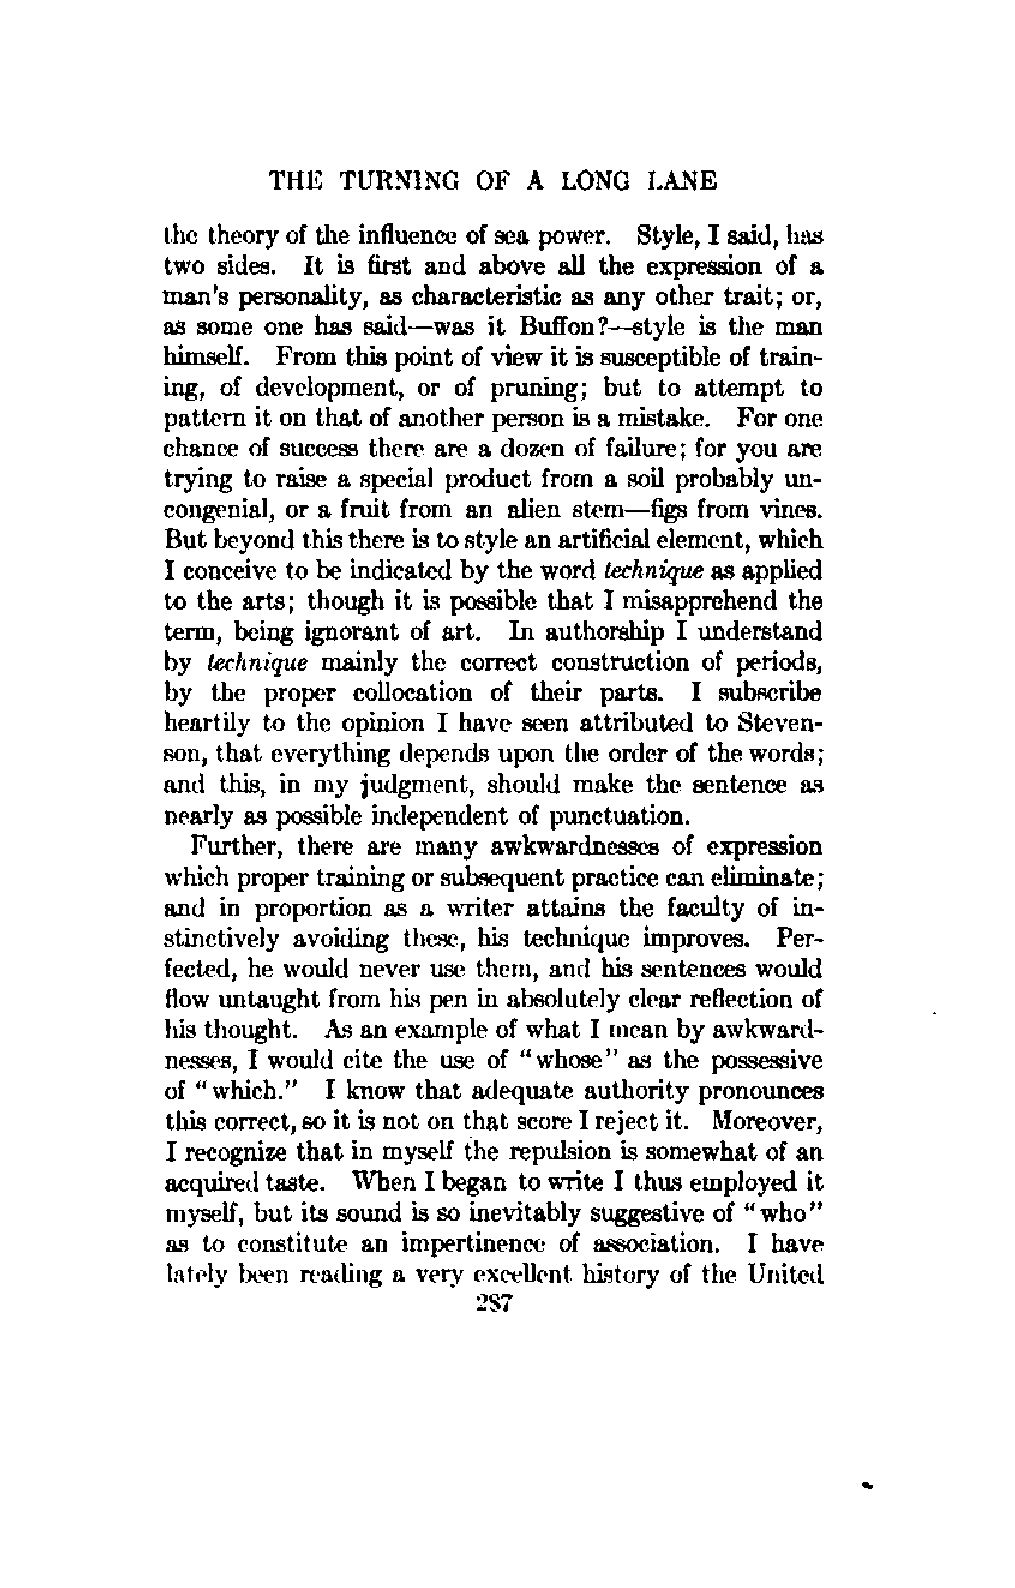 THE TURNING OF A LONG LANE
the theory of the influence of sea power. Style, I said, has
two sides. It is first and above all the expression of a
man's personality, as characteristic as any other trait; or,
as some one has said—was it Buffon?—style is the man
himself. From this point of view it is susceptible of train-
ing, of development, or of pruning; but to attempt to
pattern it on that of another person is a mistake. For one
chance of success there are a dozen of failure; for you are
trying to raise a special product from a soil probably un-
congenial, or a fruit from an alien stem—figs from vines.
But beyond this there is to style an artificial element, which
I conceive to be indicated by the word technique as applied
to the arts; though it is possible that I misapprehend the
term, being ignorant of art. In authorship I understand
by technique mainly the correct construction of periods,
by the proper collocation of their parts. I subscribe
heartily to the opinion I have seen attributed to Steven-
son, that everything depends upon the order of the words;
and this, in my judgment, should make the sentence as
nearly as possible independent of punctuation.
Further, there are many awkwardnesses of expression
which proper training or subsequent practice can eliminate;
and in proportion as a writer attains the faculty of in-
stinctively avoiding these, his technique improves. Per-
fected, he would never use them, and his sentences would
flow untaught from his pen in absolutely clear reflection of
his thought. As an example of what I mean by awkward-
nesses, I would cite the use of "whose" as the possessive
of "which." I know that adequate authority pronounces
this correct, so it is not on that score I reject it. Moreover,
I recognize that in myself the repulsion is somewhat of an
acquired taste. When I began to write I thus employed it
myself, but its sound is so inevitably suggestive of "who"
as to constitute an impertinence of association. I have
lately been reading a very excellent history of the United
287